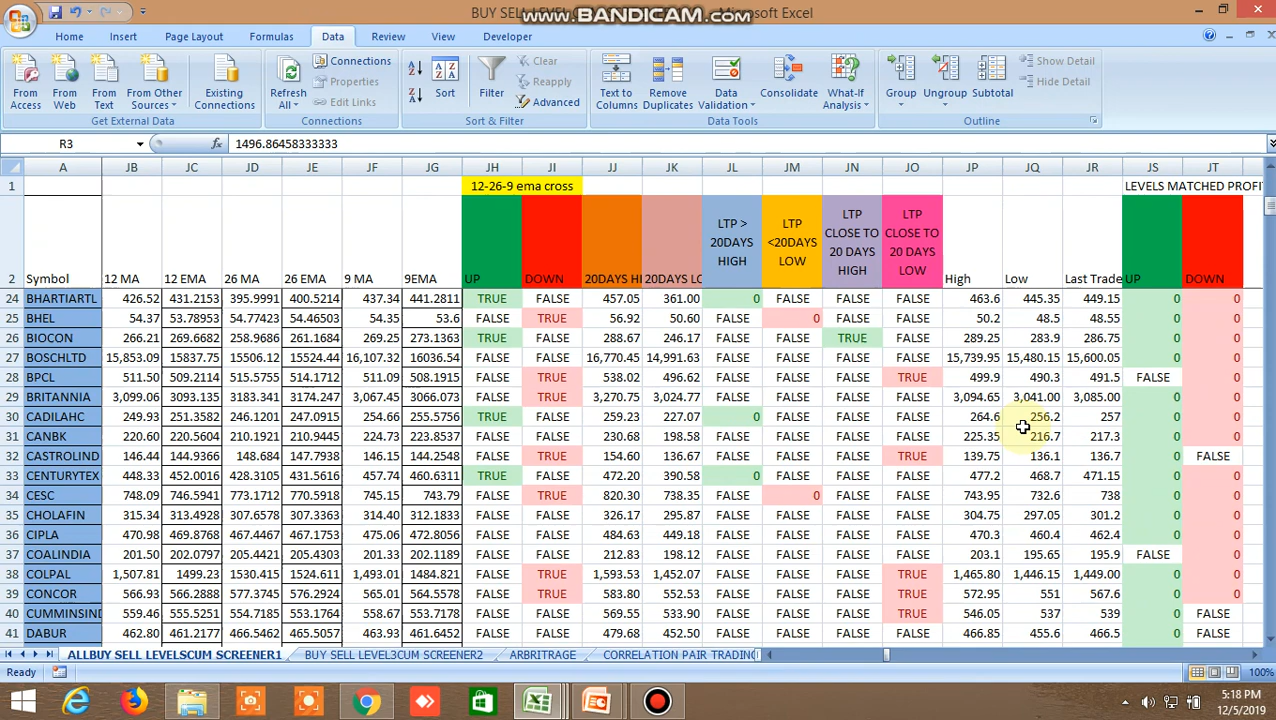 BUY SELL LEVEL
www.BANDICAM.com
Microsoft Excel
Home Insert Page Layout Formulas Data Review View Developer
From Access
From Web
From Text
From Other Sources
Existing Connections
Get External Data
Refresh All
Connections
Properties
Edit Links
Connections
Sort
Filter
Clear
Reapply
Advanced
Sort & Filter
Text to Columns
Remove Duplicates
Data Validation
Consolidate
What-If Analysis
Data Tools
Group
Ungroup
Subtotal
Show Detail
Hide Detail
Outline
R3 fx 1496.86458333333
A JB JC JD JE JF JG JH JI JJ JK JL JM JN JO JP JQ JR JS JT
1 12-26-9 ema cross LEVELS MATCHED PROFIT
2 Symbol 12 MA 12 EMA 26 MA 26 EMA 9 MA 9EMA UP DOWN 20DAYS HI 20DAYS LO LTP > 20DAYS HIGH LTP <20DAYS LOW LTP CLOSE TO 20 DAYS HIGH LTP CLOSE TO 20 DAYS LOW High Low Last Trade UP DOWN
24 BHARTIARTL 426.52 431.2153 395.9991 400.5214 437.34 441.2811 TRUE FALSE 457.05 361.00 0 FALSE FALSE FALSE 463.6 445.35 449.15 0 0
25 BHEL 54.37 53.78953 54.77423 54.46503 54.35 53.6 FALSE TRUE 56.92 50.60 FALSE 0 FALSE FALSE 50.2 48.5 48.55 0 0
26 BIOCON 266.21 269.6682 258.9686 261.1684 269.25 273.1363 TRUE FALSE 288.67 246.17 FALSE FALSE TRUE FALSE 289.25 283.9 286.75 0 0
27 BOSCHLTD 15,853.09 15837.75 15506.12 15524.44 16,107.32 16036.54 FALSE FALSE 16,770.45 14,991.63 FALSE FALSE FALSE FALSE 15,739.95 15,480.15 15,600.05 0 0
28 BPCL 511.50 509.2114 515.5755 514.1712 511.09 508.1915 FALSE TRUE 538.02 496.62 FALSE FALSE FALSE TRUE 499.9 490.3 491.5 FALSE 0
29 BRITANNIA 3,099.06 3093.135 3183.341 3174.247 3,067.45 3066.093 FALSE TRUE 3,270.75 3,024.77 FALSE FALSE FALSE FALSE 3,094.65 3,041.00 3,085.00 0 0
30 CADILAHC 249.93 251.3582 246.1201 247.0915 254.66 255.5756 TRUE FALSE 259.23 227.07 0 FALSE FALSE FALSE 264.6 256.2 257 0 0
31 CANBK 220.60 220.5604 210.1921 210.9445 224.73 223.8537 FALSE FALSE 230.68 198.58 FALSE FALSE FALSE FALSE 225.35 216.7 217.3 0 0
32 CASTROLIND 146.44 144.9366 148.684 147.7938 146.15 144.2548 FALSE TRUE 154.60 136.67 FALSE FALSE FALSE TRUE 139.75 136.1 136.7 0 FALSE
33 CENTURYTEX 448.33 452.0016 428.3105 431.5616 457.74 460.6311 TRUE FALSE 472.20 390.58 0 FALSE FALSE FALSE 477.2 468.7 471.15 0 0
34 CESC 748.09 746.5941 773.1712 770.5918 745.15 743.79 FALSE TRUE 820.30 738.35 FALSE 0 FALSE FALSE 743.95 732.6 738 0 0
35 CHOLAFIN 315.34 313.4928 307.6578 307.3363 314.40 312.1833 FALSE FALSE 326.17 295.87 FALSE FALSE FALSE FALSE 304.75 297.05 301.2 0 0
36 CIPLA 470.98 469.8768 467.4467 467.1753 475.06 472.8056 FALSE FALSE 484.63 449.18 FALSE FALSE FALSE FALSE 470.3 460.4 462.4 0 0
37 COALINDIA 201.50 202.0797 205.4421 205.4303 201.33 202.1189 FALSE FALSE 212.83 198.12 FALSE FALSE FALSE FALSE 203.1 195.65 195.9 FALSE 0
38 COLPAL 1,507.81 1499.23 1530.415 1524.611 1,493.01 1484.821 FALSE TRUE 1,593.53 1,452.07 FALSE FALSE FALSE TRUE 1,465.80 1,446.15 1,449.00 0 0
39 CONCOR 566.93 566.2888 577.3745 576.2924 565.01 564.5578 FALSE TRUE 583.80 552.53 FALSE FALSE FALSE TRUE 572.95 551 567.6 0 0
40 CUMMINSIND 559.46 555.5251 554.7185 553.1764 558.67 553.7178 FALSE FALSE 569.55 533.90 FALSE FALSE FALSE TRUE 546.05 537 539 0 FALSE
41 DABUR 462.80 461.2177 466.5462 465.5057 463.93 461.6452 FALSE FALSE 479.68 452.50 FALSE FALSE FALSE FALSE 466.85 455.6 466.5 0 FALSE
ALLBUY SELL LEVELSCUM SCREENER1 BUY SELL LEVEL3CUM SCREENER2 ARBRITRAGE CORRELATION PAIR TRADING
Ready
5:18 PM
12/5/2019